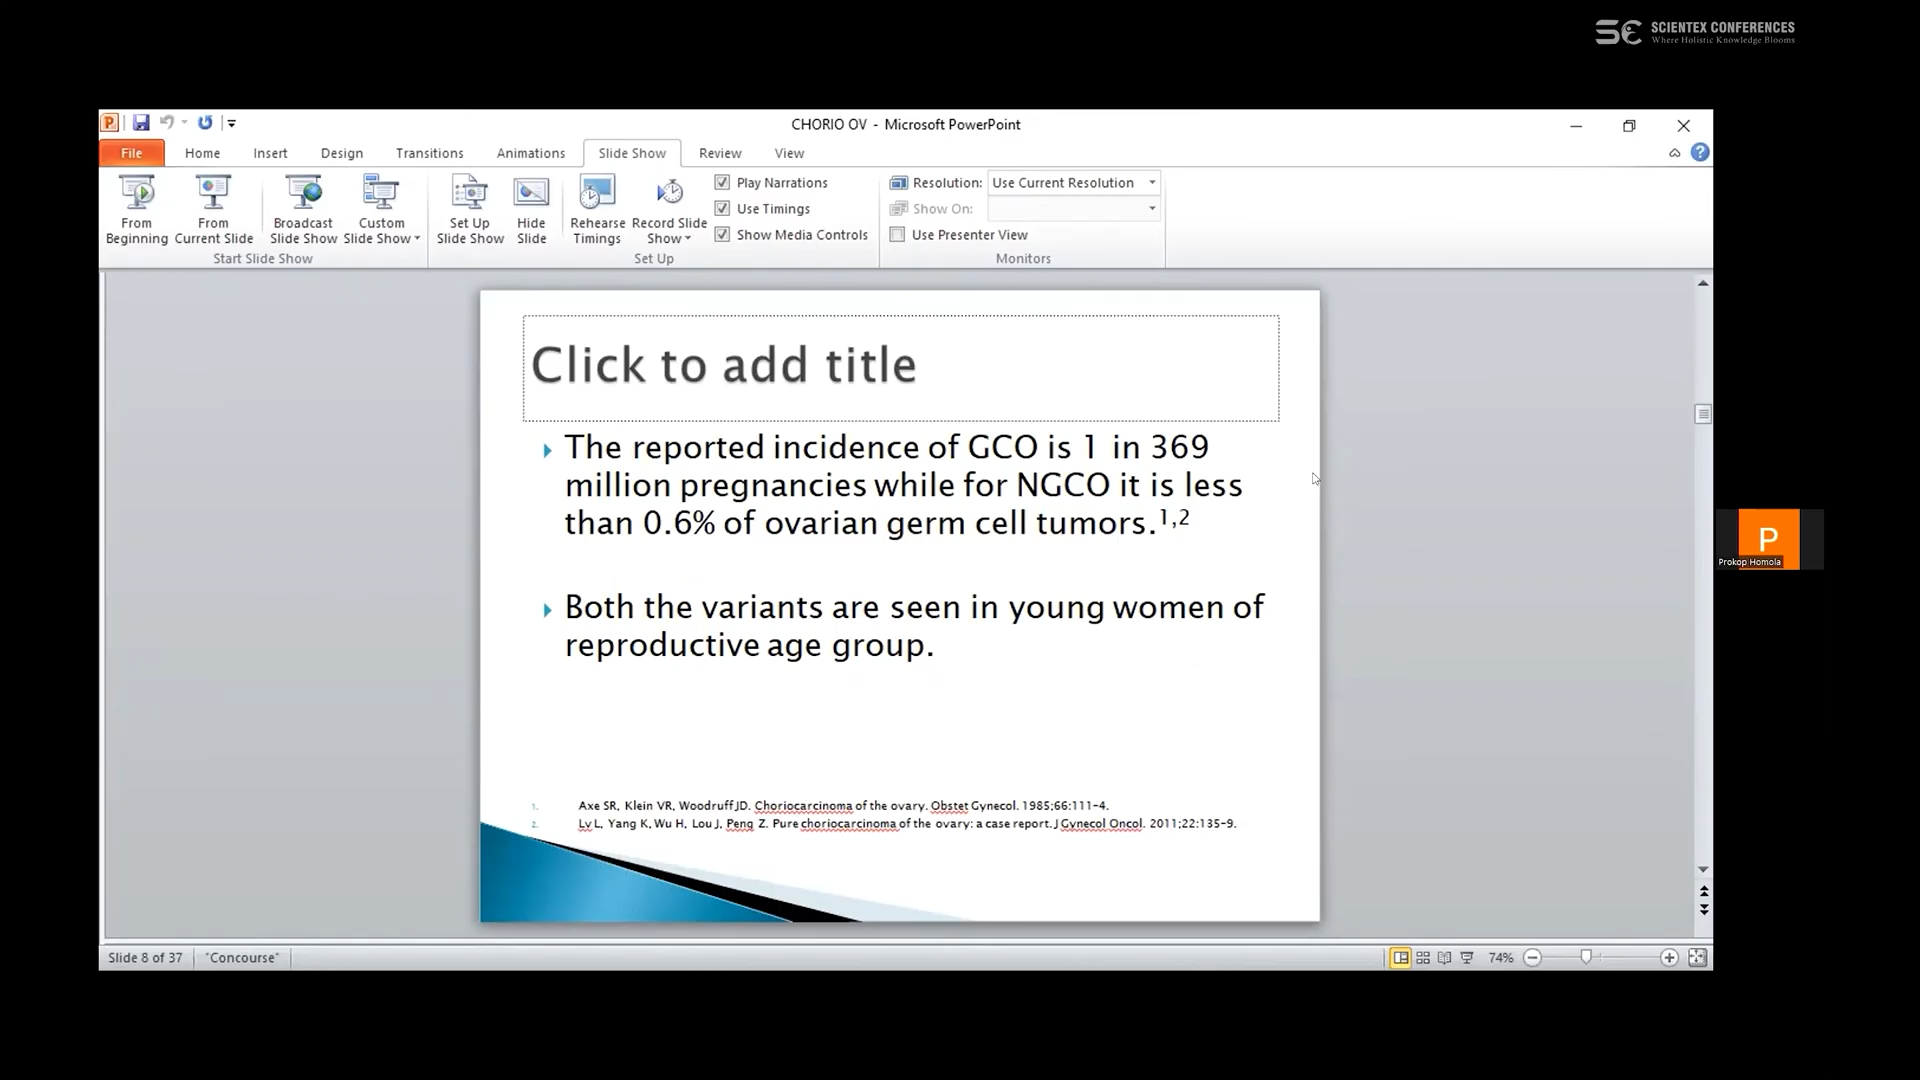 SCIENTEX CONFERENCES
Where Holistic Knowledge Blooms
CHORIO OV - Microsoft PowerPoint
File Home Insert Design Transitions Animations Slide Show Review View
From Beginning
From Current Slide
Broadcast Slide Show
Custom Slide Show
Set Up Slide Show
Hide Slide
Rehearse Timings
Record Slide Show
Play Narrations
Use Timings
Show Media Controls
Resolution: Use Current Resolution
Show On:
Use Presenter View
Start Slide Show
Set Up
Monitors
Click to add title
The reported incidence of GCO is 1 in 369
million pregnancies while for NGCO it is less
than 0.6% of ovarian germ cell tumors.1,2
Both the variants are seen in young women of
reproductive age group.
1. Axe SR, Klein VR, Woodruff JD. Choriocarcinoma of the ovary. Obstet Gynecol. 1985;66:111-4.
2. Lv L, Yang K, Wu H, Lou J, Peng Z. Pure choriocarcinoma of the ovary: a case report. J Gynecol Oncol. 2011;22:135-9.
P
Prokop Homola
Slide 8 of 37 "Concourse" 74%